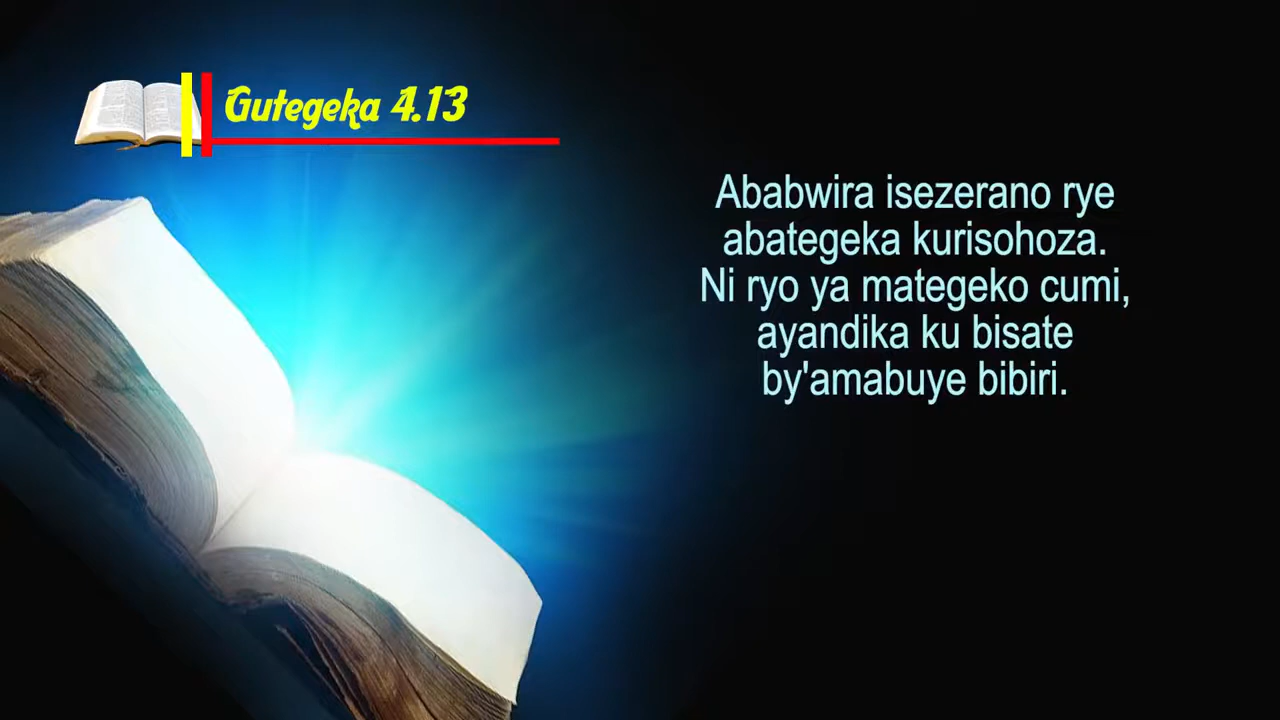 Gutegeka 4.13
Ababwira isezerano rye
abategeka kurisohoza.
Ni ryo ya mategeko cumi,
ayandika ku bisate
by'amabuye bibiri.